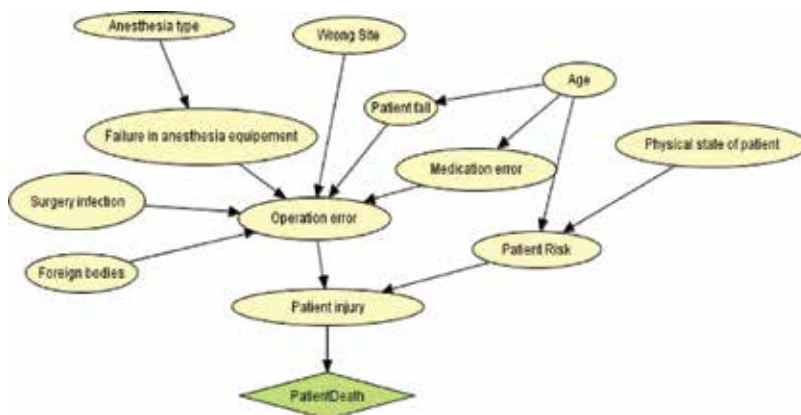 Anesthesia type
Wrong Site
Age
Patient fall
Failure in anesthesia equipement
Physical state of patient
Medication error
Surgery infection
Operation error
Patient Risk
Foreign bodies
Patient injury
PatientDeath